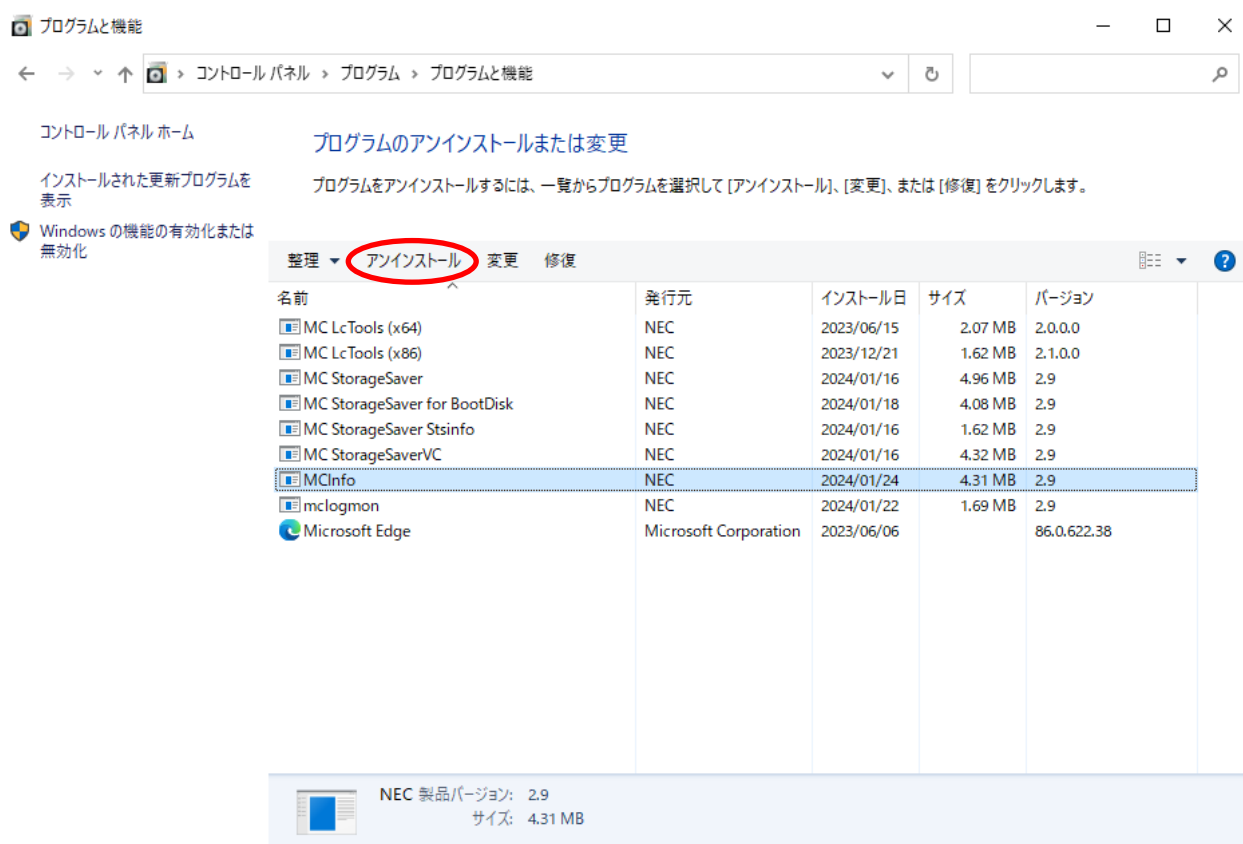 プログラムと機能
コントロール パネル › プログラム › プログラムと機能
コントロール パネル ホーム
インストールされた更新プログラムを
表示
Windows の機能の有効化または
無効化
プログラムのアンインストールまたは変更
プログラムをアンインストールするには、一覧からプログラムを選択して [アンインストール]、[変更]、または [修復] をクリックします。
整理 アンインストール 変更 修復
名前 発行元 インストール日 サイズ バージョン
MC LcTools (x64) NEC 2023/06/15 2.07 MB 2.0.0.0
MC LcTools (x86) NEC 2023/12/21 1.62 MB 2.1.0.0
MC StorageSaver NEC 2024/01/16 4.96 MB 2.9
MC StorageSaver for BootDisk NEC 2024/01/18 4.08 MB 2.9
MC StorageSaver Stsinfo NEC 2024/01/16 1.62 MB 2.9
MC StorageSaverVC NEC 2024/01/16 4.32 MB 2.9
MCInfo NEC 2024/01/24 4.31 MB 2.9
mclogmon NEC 2024/01/22 1.69 MB 2.9
Microsoft Edge Microsoft Corporation 2023/06/06 86.0.622.38
NEC 製品バージョン: 2.9
サイズ: 4.31 MB